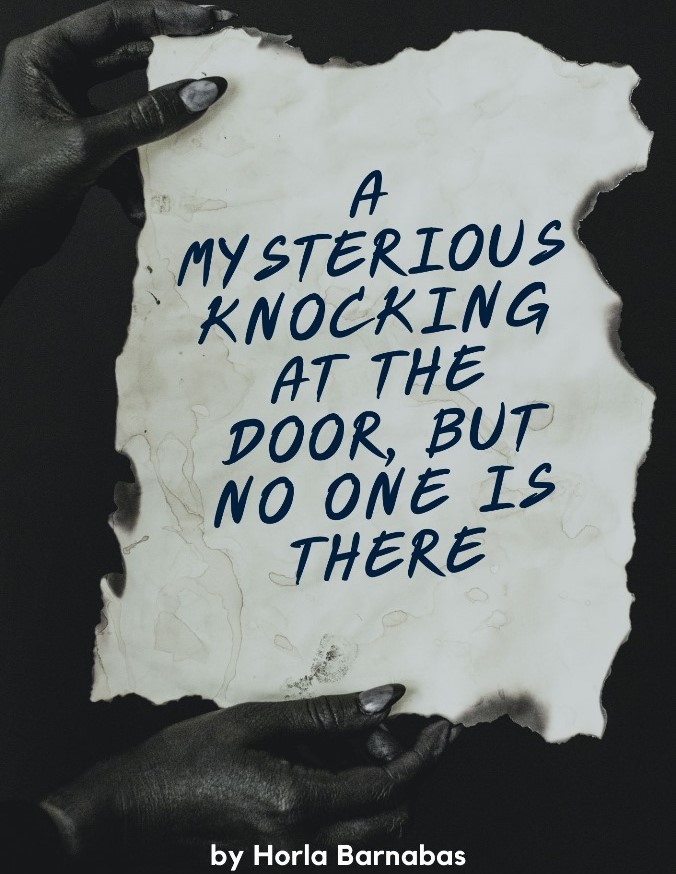 A
MYSTERIOUS
KNOCKING
AT THE
DOOR, BUT
NO ONE IS
THERE
by Horla Barnabas